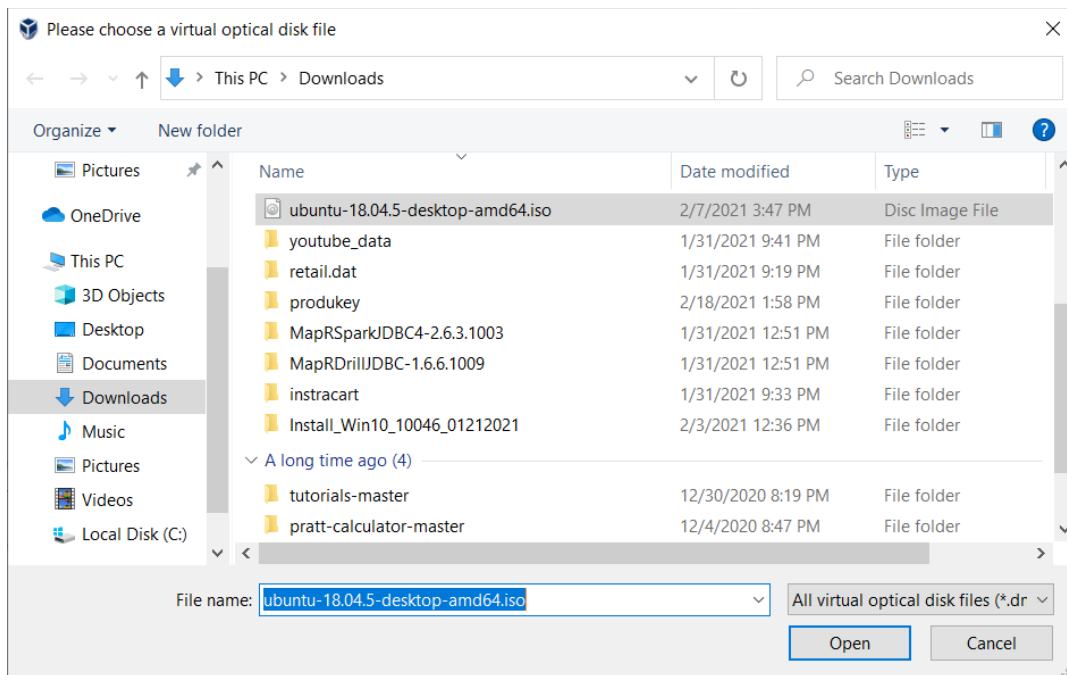 Please choose a virtual optical disk file
This PC > Downloads
Search Downloads
Organize
New folder
?
Pictures
OneDrive
This PC
3D Objects
Desktop
Documents
Downloads
Music
Pictures
Videos
Local Disk (C:)
Name Date modified Type
ubuntu-18.04.5-desktop-amd64.iso 2/7/2021 3:47 PM Disc Image File
youtube_data 1/31/2021 9:41 PM File folder
retail.dat 1/31/2021 9:19 PM File folder
produkey 2/18/2021 1:58 PM File folder
MapRSparkJDBC4-2.6.3.1003 1/31/2021 12:51 PM File folder
MapRDrillJDBC-1.6.6.1009 1/31/2021 12:51 PM File folder
instracart 1/31/2021 9:33 PM File folder
Install_Win10_10046_01212021 2/3/2021 12:36 PM File folder
A long time ago (4)
tutorials-master 12/30/2020 8:19 PM File folder
pratt-calculator-master 12/4/2020 8:47 PM File folder
File name: ubuntu-18.04.5-desktop-amd64.iso
All virtual optical disk files (*.dr
Open
Cancel